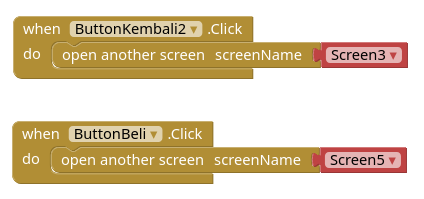 when ButtonKembali2 .Click
do open another screen screenName Screen3
when ButtonBeli .Click
do open another screen screenName Screen5